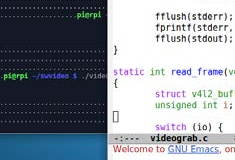 pi@rpi
.pi@rpi ~/swvideo $ ./video
fflush(stderr);
fprintf(stderr,
fflush(stdout);
}
static int read_frame(v
{
struct v4l2_buf
unsigned int i;
switch (io) {
-:--- videograb.c
Welcome to GNU Emacs, on